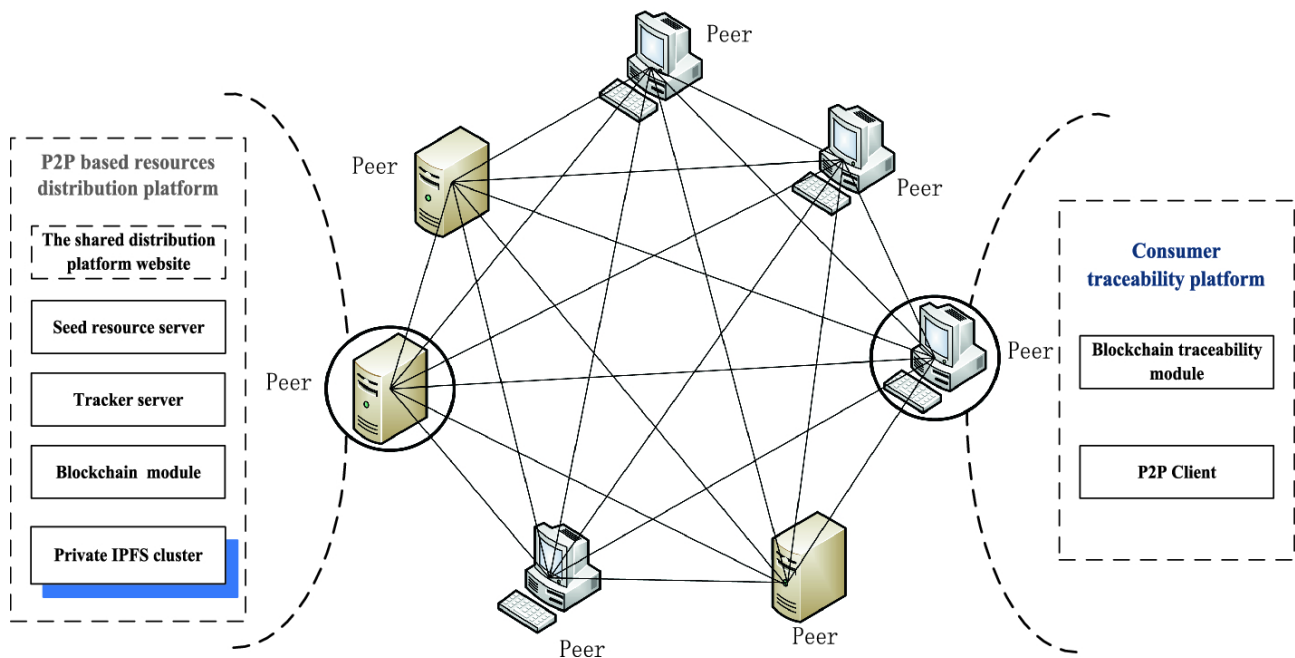 P2P based resources
distribution platform
The shared distribution
platform website
Seed resource server
Tracker server
Blockchain module
Private IPFS cluster
Peer
Peer
Peer
Peer
Peer
Peer
Peer
Consumer
traceability platform
Blockchain traceability
module
P2P Client